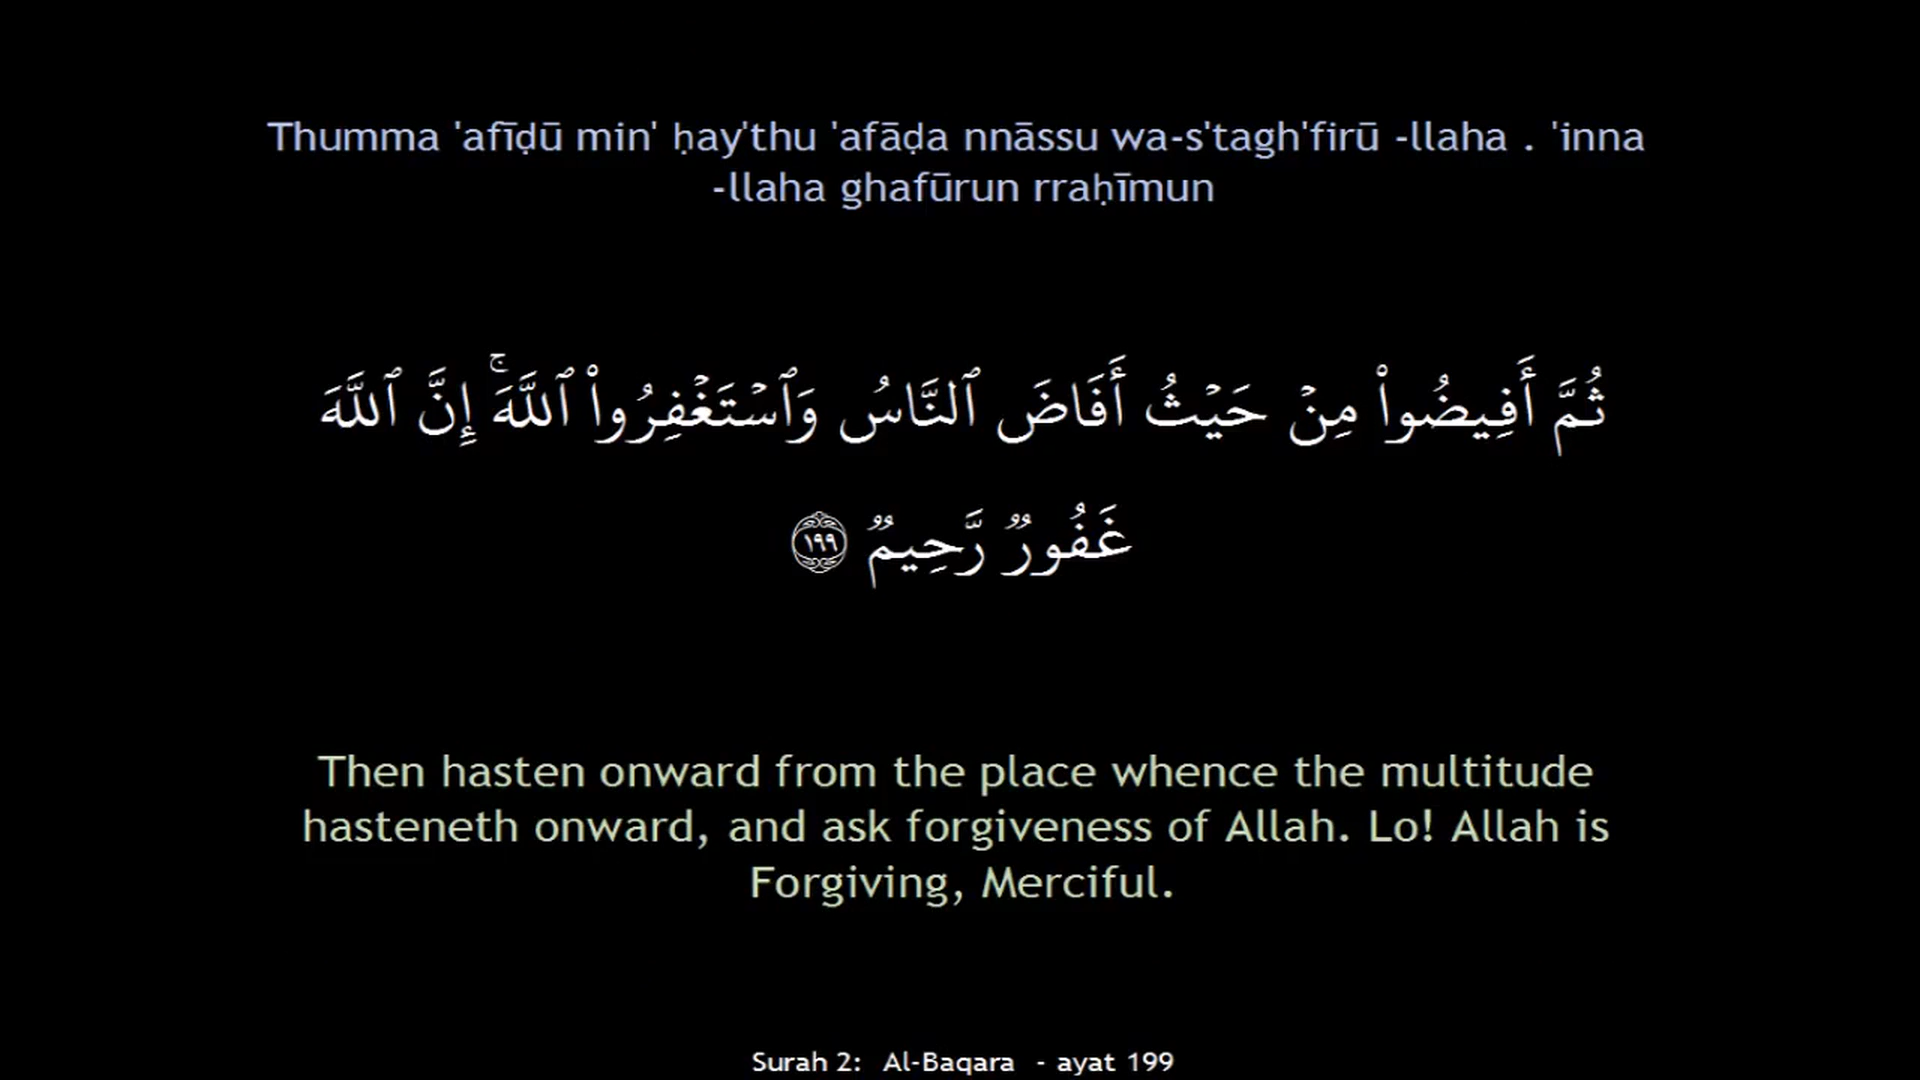 Thumma 'afīḍū min' ḥay'thu 'afāḍa nnāssu wa-s'tagh'firū -llaha . 'inna
-llaha ghafūrun rraḥīmun
ثُمَّ أَفِيضُوا۟ مِنۡ حَيۡثُ أَفَاضَ ٱلنَّاسُ وَٱسۡتَغۡفِرُوا۟ ٱللَّهَۚ إِنَّ ٱللَّهَ
غَفُورٌ رَّحِيمٌ ١٩٩
Then hasten onward from the place whence the multitude
hasteneth onward, and ask forgiveness of Allah. Lo! Allah is
Forgiving, Merciful.
Surah 2: Al-Baqara - ayat 199